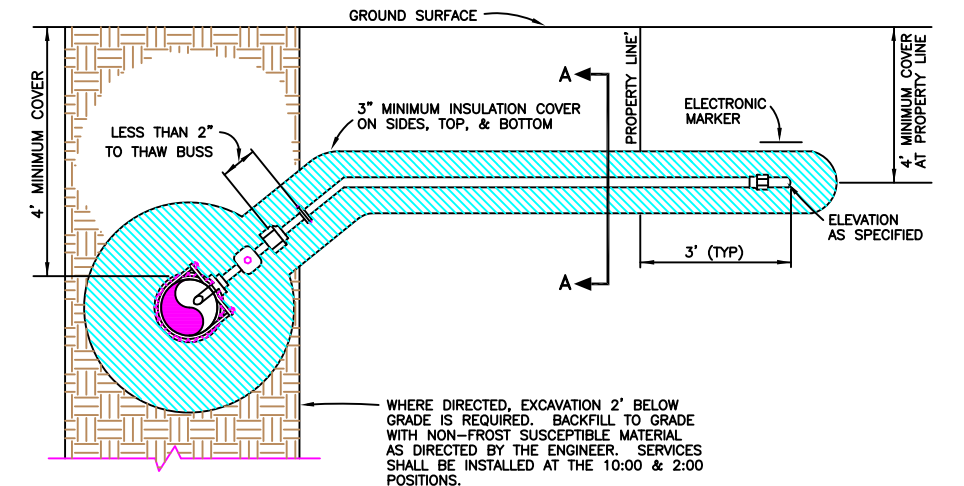 GROUND SURFACE
4' MINIMUM COVER
LESS THAN 2"
TO THAW BUSS
3" MINIMUM INSULATION COVER
ON SIDES, TOP, & BOTTOM
A
A
PROPERTY LINE'
ELECTRONIC
MARKER
4' MINIMUM COVER
AT PROPERTY LINE
ELEVATION
AS SPECIFIED
3' (TYP)
WHERE DIRECTED, EXCAVATION 2' BELOW
GRADE IS REQUIRED. BACKFILL TO GRADE
WITH NON-FROST SUSCEPTIBLE MATERIAL
AS DIRECTED BY THE ENGINEER. SERVICES
SHALL BE INSTALLED AT THE 10:00 & 2:00
POSITIONS.